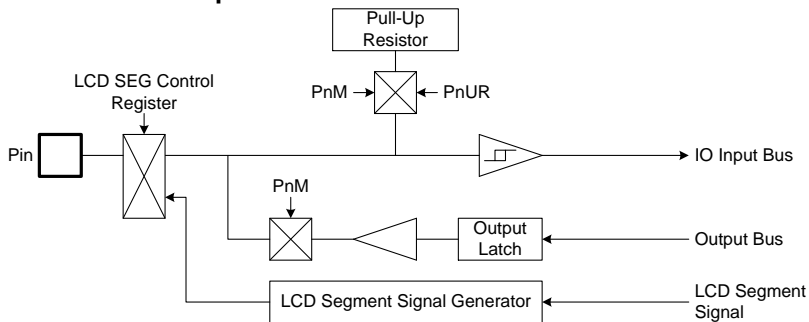 Pull-Up
Resistor
LCD SEG Control
Register
PnM
PnUR
Pin
IO Input Bus
PnM
Output
Latch
Output Bus
LCD Segment Signal Generator
LCD Segment
Signal